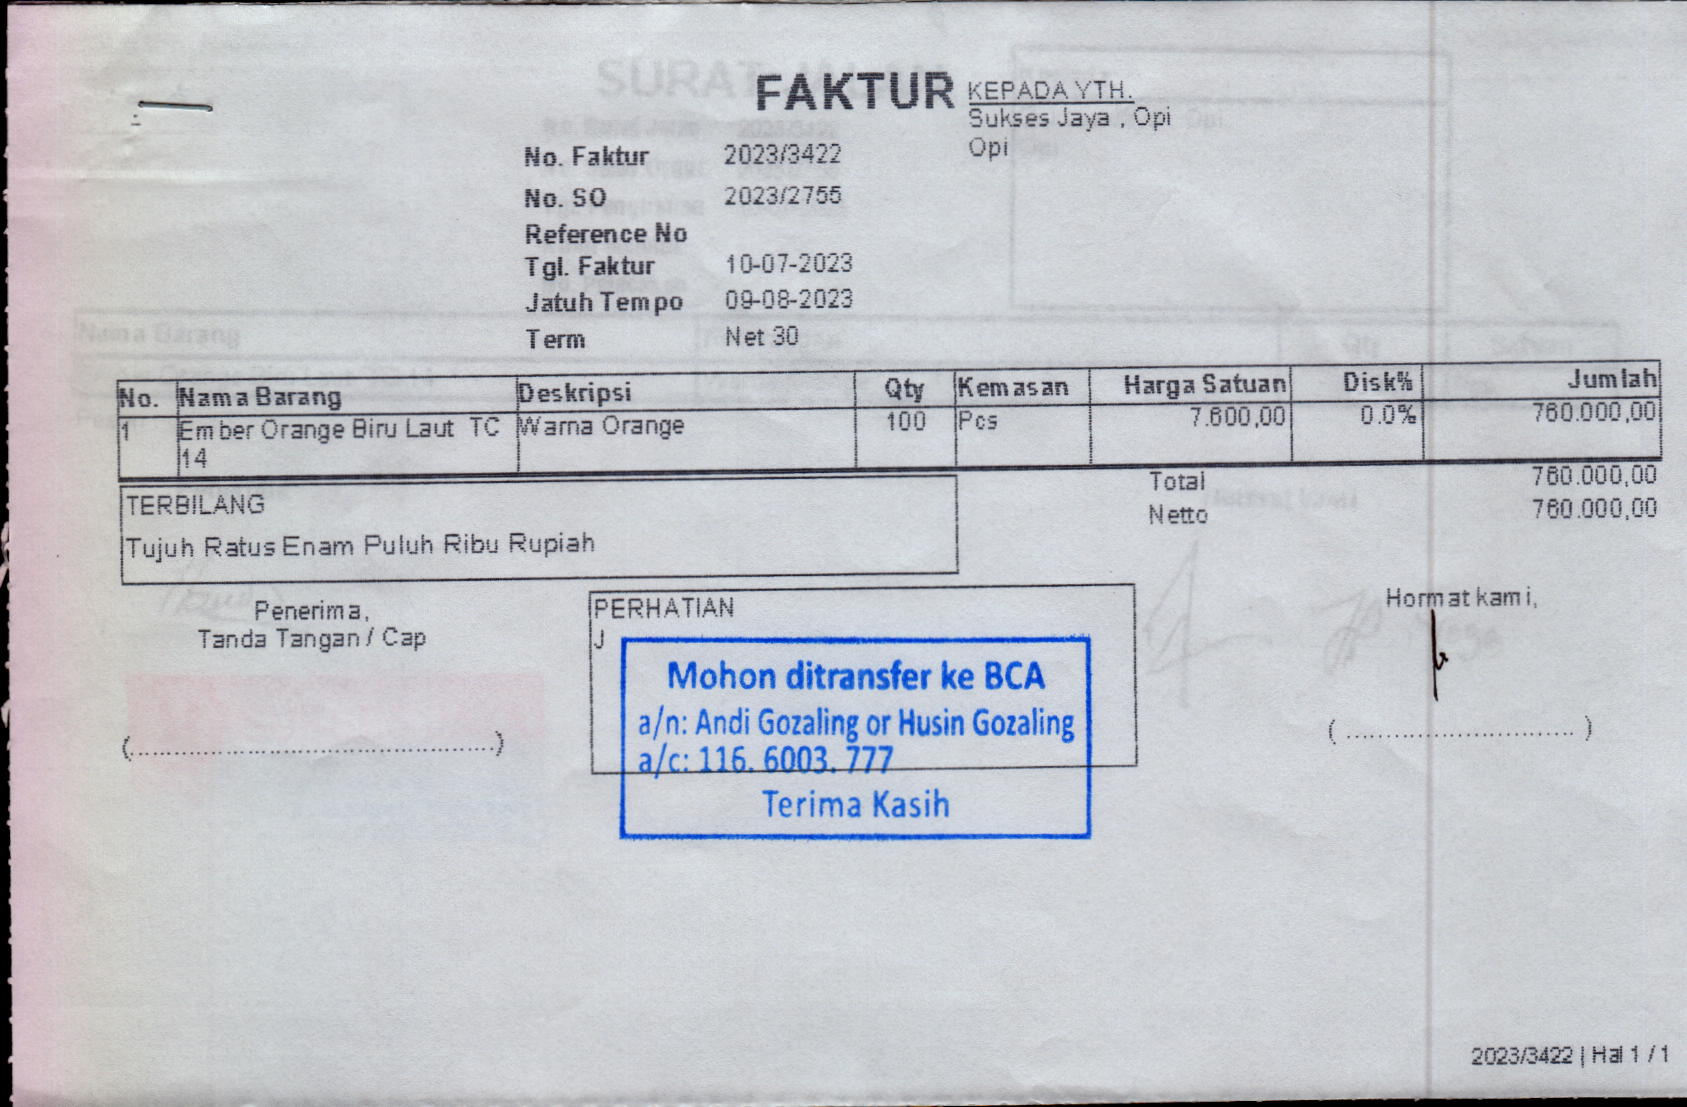 FAKTUR
KEPADA YTH.
Sukses Jaya , Opi
Opi
No. Faktur 2023/3422
No. SO 2023/2755
Reference No
Tgl. Faktur 10-07-2023
Jatuh Tempo 09-08-2023
Term Net 30
No. Nama Barang Deskripsi Qty Kemasan Harga Satuan Disk% Jumlah
1 Ember Orange Biru Laut TC Warna Orange 100 Pcs 7.600,00 0.0% 760.000,00
14
Total 760.000,00
Netto 760.000,00
TERBILANG
Tujuh Ratus Enam Puluh Ribu Rupiah
Penerima,
Tanda Tangan / Cap
(..........................................)
PERHATIAN
J
Mohon ditransfer ke BCA
a/n: Andi Gozaling or Husin Gozaling
a/c: 116. 6003. 777
Terima Kasih
Hormat kami,
(..........................)
2023/3422 | Hal 1 / 1
SURAT JALAN
Nama Barang
Qty